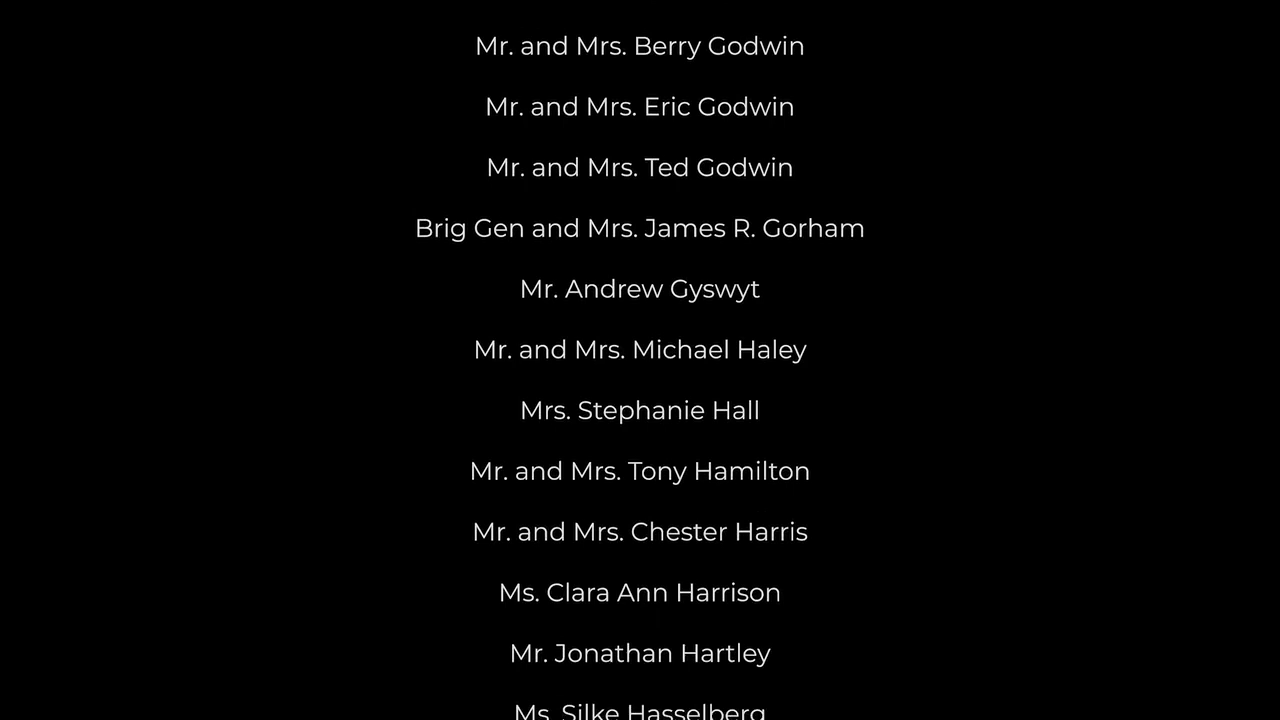 Mr. and Mrs. Berry Godwin
Mr. and Mrs. Eric Godwin
Mr. and Mrs. Ted Godwin
Brig Gen and Mrs. James R. Gorham
Mr. Andrew Gyswyt
Mr. and Mrs. Michael Haley
Mrs. Stephanie Hall
Mr. and Mrs. Tony Hamilton
Mr. and Mrs. Chester Harris
Ms. Clara Ann Harrison
Mr. Jonathan Hartley
Ms. Silke Hasselberg